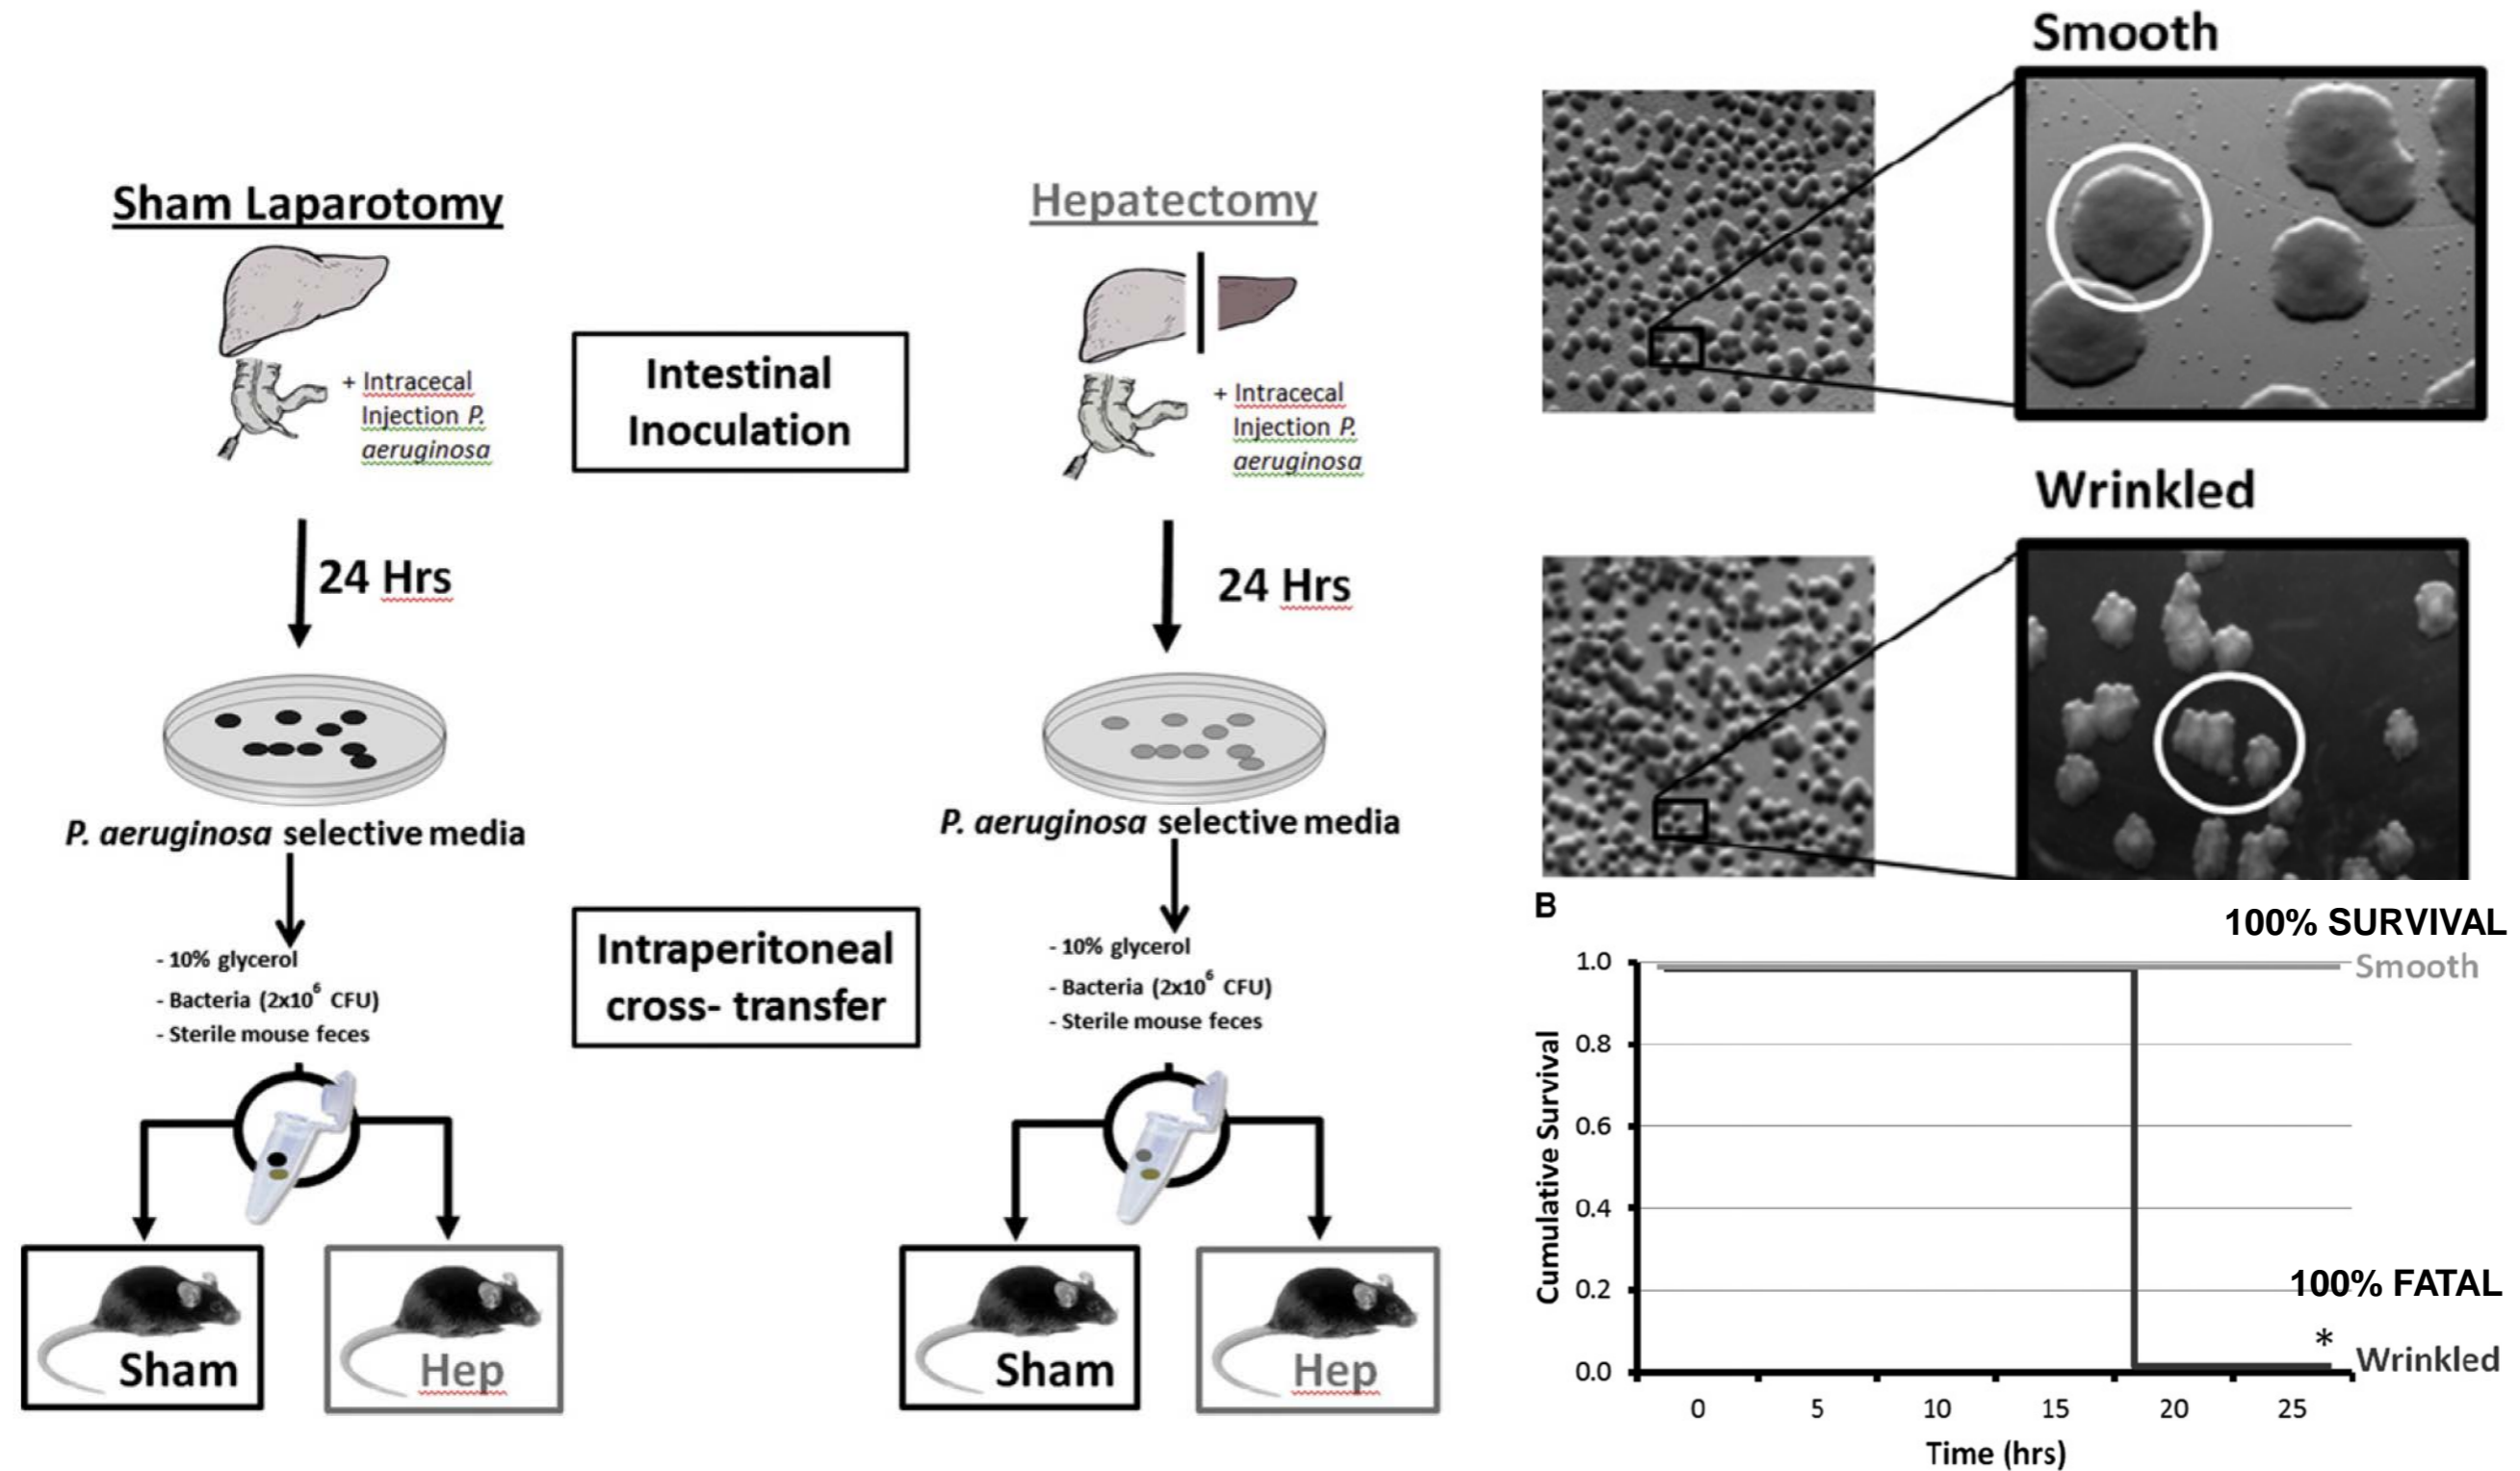 Sham Laparotomy
+ Intracecal
Injection P.
aeruginosa
Intestinal
Inoculation
Hepatectomy
+ Intracecal
Injection P.
aeruginosa
24 Hrs
24 Hrs
P. aeruginosa selective media
P. aeruginosa selective media
- 10% glycerol
- Bacteria (2x10⁶ CFU)
- Sterile mouse feces
Intraperitoneal
cross- transfer
- 10% glycerol
- Bacteria (2x10⁶ CFU)
- Sterile mouse feces
Sham
Hep
Sham
Hep
Smooth
Wrinkled
B
100% SURVIVAL
Smooth
Cumulative Survival
1.0
0.8
0.6
0.4
0.2
0.0
100% FATAL
*
Wrinkled
0 5 10 15 20 25
Time (hrs)